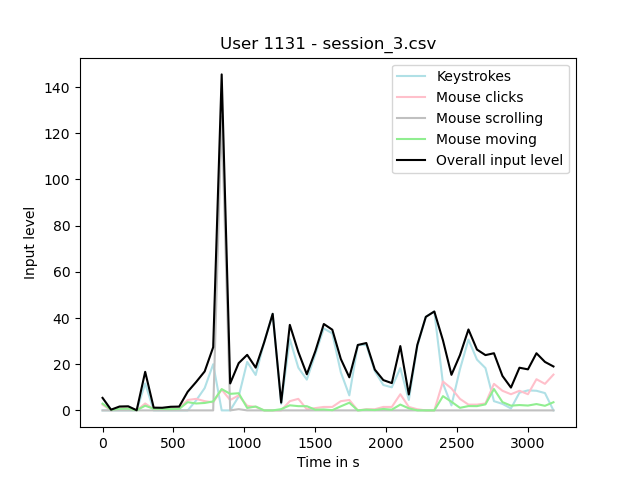 User 1131 - session_3.csv
Keystrokes
Mouse clicks
Mouse scrolling
Mouse moving
Overall input level
Input level
140
120
100
80
60
40
20
0
0 500 1000 1500 2000 2500 3000
Time in s